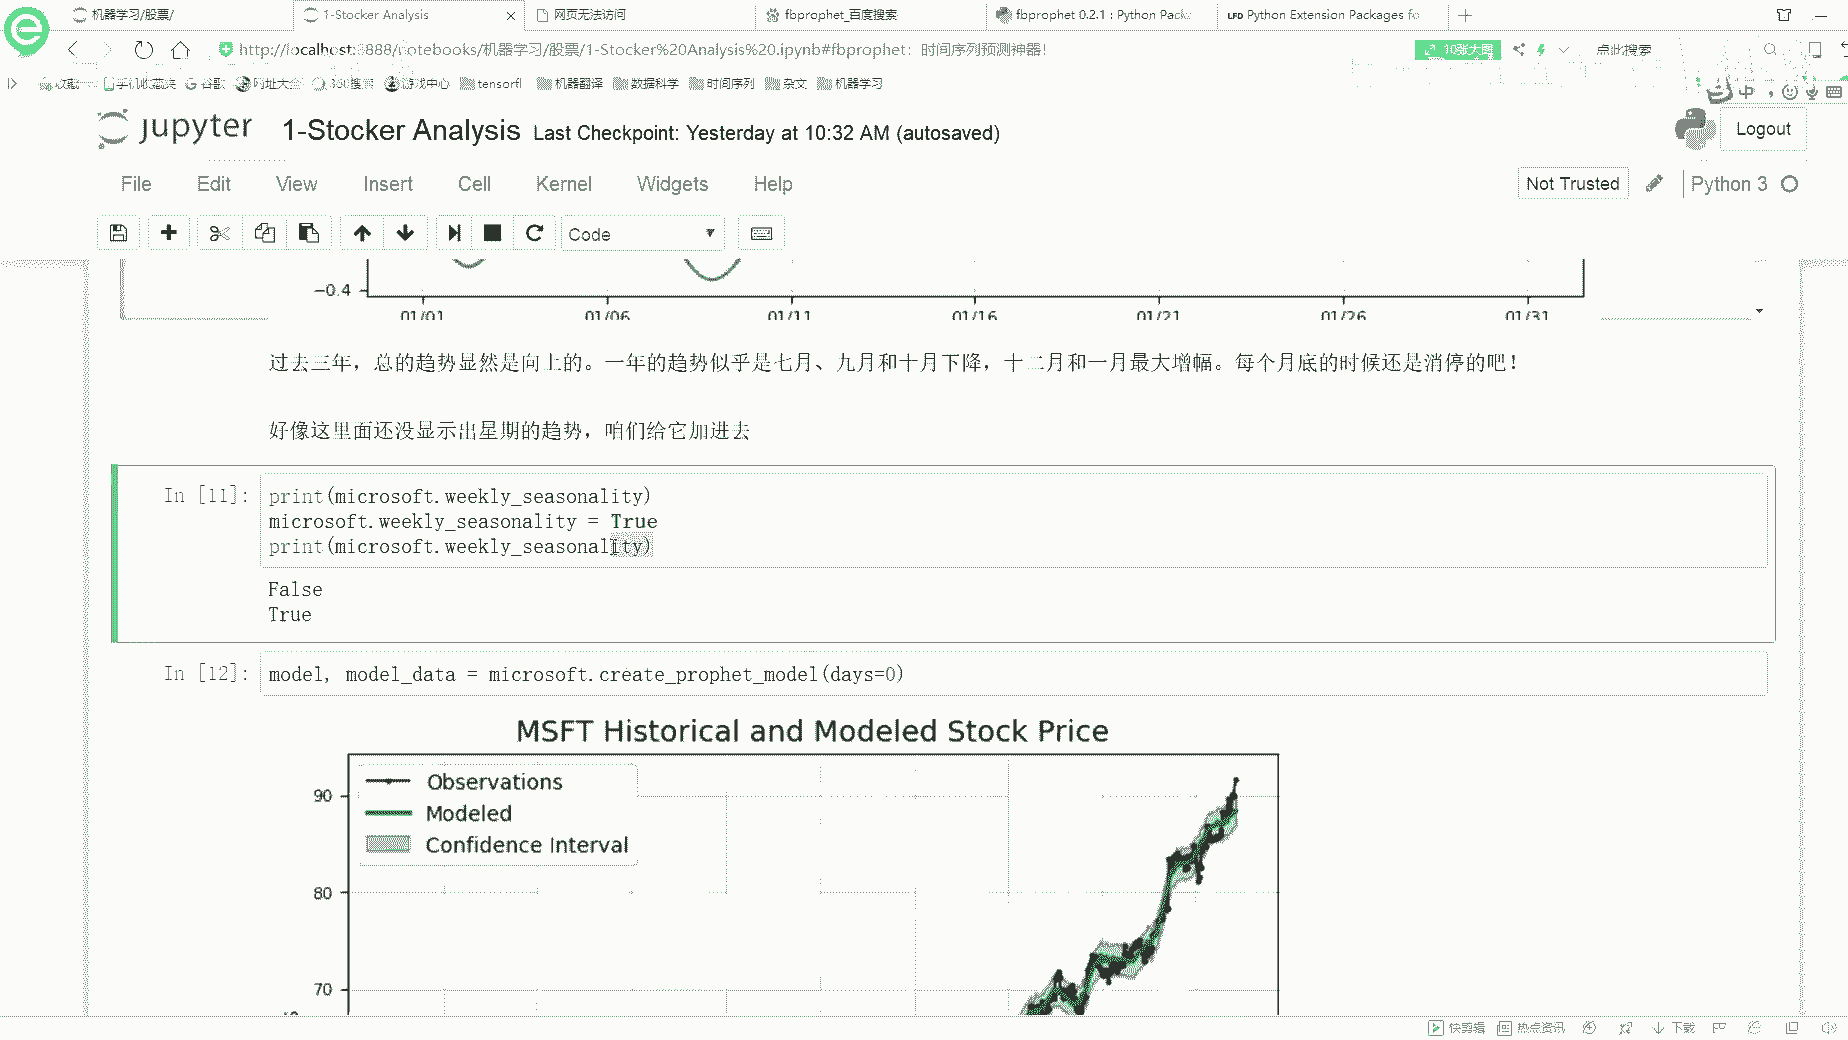 机器学习/股票/
1-Stocker Analysis
网页无法访问
fbprophet_百度搜索
fbprophet 0.2.1 : Python Pack
LFD Python Extension Packages fo
http://localhost:8888/notebooks/机器学习/股票/1-Stocker%20Analysis%20.ipynb#fbprophet：时间序列预测神器！
10张大图
点此搜索
收藏
手机收藏夹
谷歌
网址大全
360搜索
游戏中心
tensorfl
机器翻译
数据科学
时间序列
杂文
机器学习
中
jupyter
1-Stocker Analysis
Last Checkpoint: Yesterday at 10:32 AM (autosaved)
Logout
File
Edit
View
Insert
Cell
Kernel
Widgets
Help
Not Trusted
Python 3
Code
−0.4
01/01
01/06
01/11
01/16
01/21
01/26
01/31
过去三年，总的趋势显然是向上的。一年的趋势似乎是七月、九月和十月下降，十二月和一月最大增幅。每个月底的时候还是消停的吧！
好像这里面还没显示出星期的趋势，咱们给它加进去
In [11]:
print(microsoft.weekly_seasonality)
microsoft.weekly_seasonality = True
print(microsoft.weekly_seasonality)
False
True
In [12]:
model, model_data = microsoft.create_prophet_model(days=0)
MSFT Historical and Modeled Stock Price
Observations
Modeled
Confidence Interval
90
80
70
快剪辑
热点资讯
下载